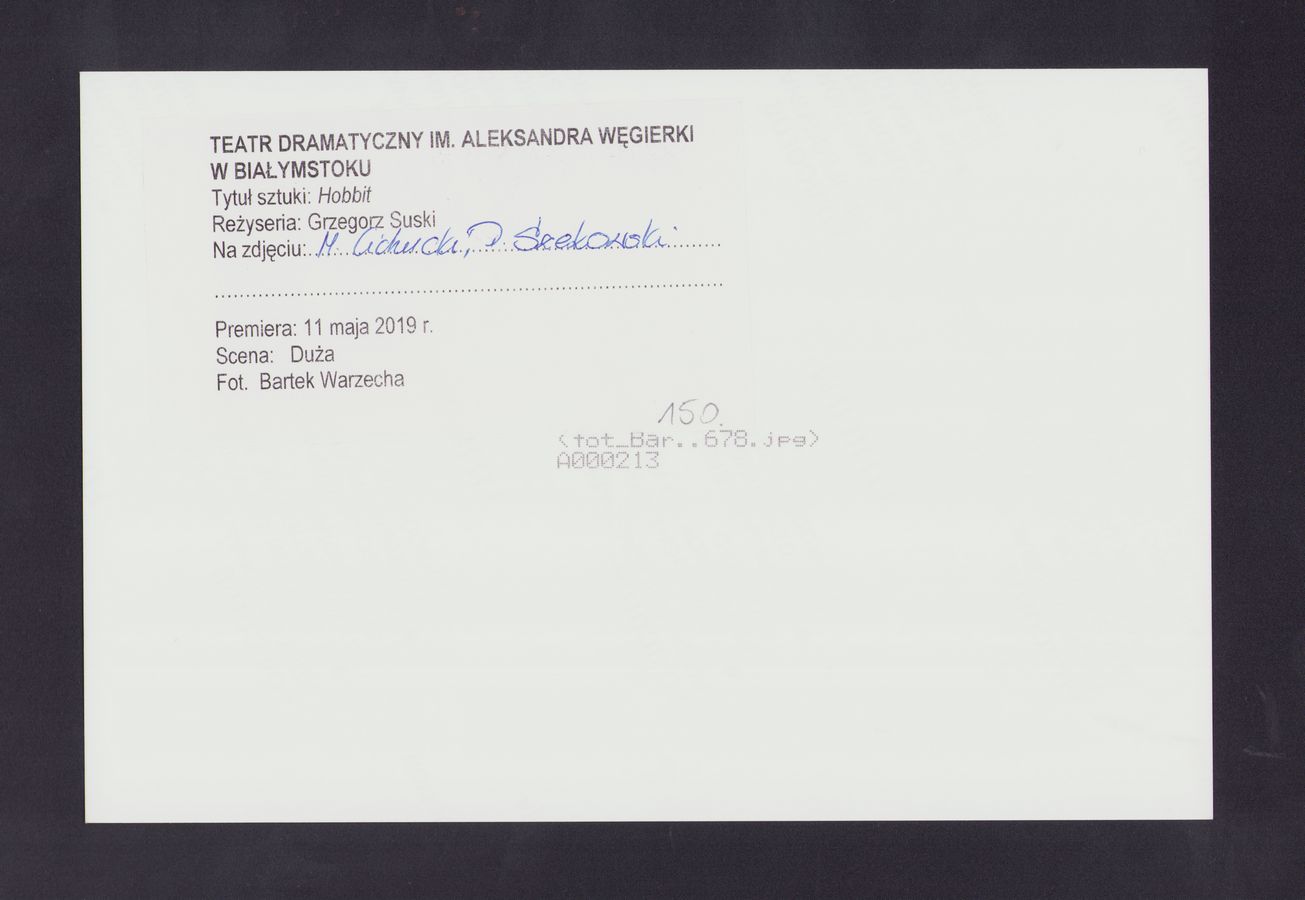 TEATR DRAMATYCZNY IM. ALEKSANDRA WĘGIERKI
W BIAŁYMSTOKU
Tytuł sztuki: Hobbit
Reżyseria: Grzegorz Suski
Na zdjęciu: M. Cichucka, P. Szekowski
Premiera: 11 maja 2019 r.
Scena: Duża
Fot. Bartek Warzecha
150.
(fot_Bar..678.jpg)
A000213